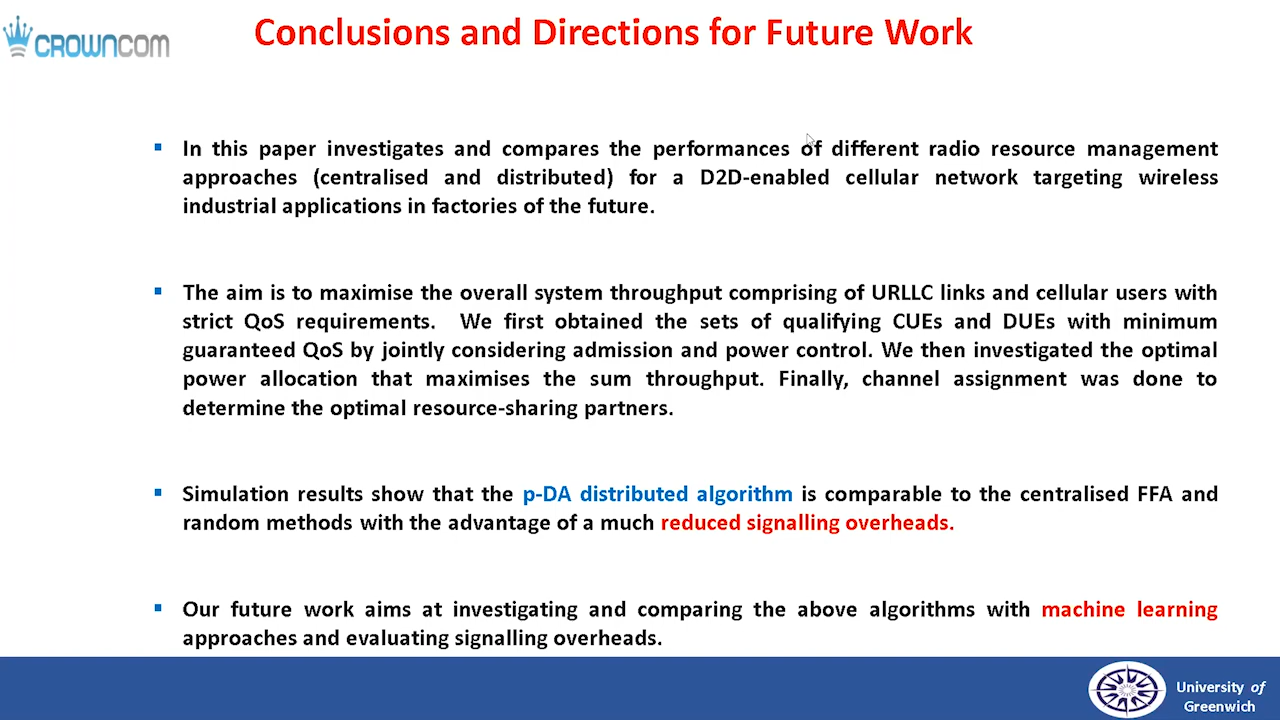 CROWNCOM
Conclusions and Directions for Future Work
▪ In this paper investigates and compares the performances of different radio resource management
approaches (centralised and distributed) for a D2D-enabled cellular network targeting wireless
industrial applications in factories of the future.
▪ The aim is to maximise the overall system throughput comprising of URLLC links and cellular users with
strict QoS requirements. We first obtained the sets of qualifying CUEs and DUEs with minimum
guaranteed QoS by jointly considering admission and power control. We then investigated the optimal
power allocation that maximises the sum throughput. Finally, channel assignment was done to
determine the optimal resource-sharing partners.
▪ Simulation results show that the p-DA distributed algorithm is comparable to the centralised FFA and
random methods with the advantage of a much reduced signalling overheads.
▪ Our future work aims at investigating and comparing the above algorithms with machine learning
approaches and evaluating signalling overheads.
University of
Greenwich